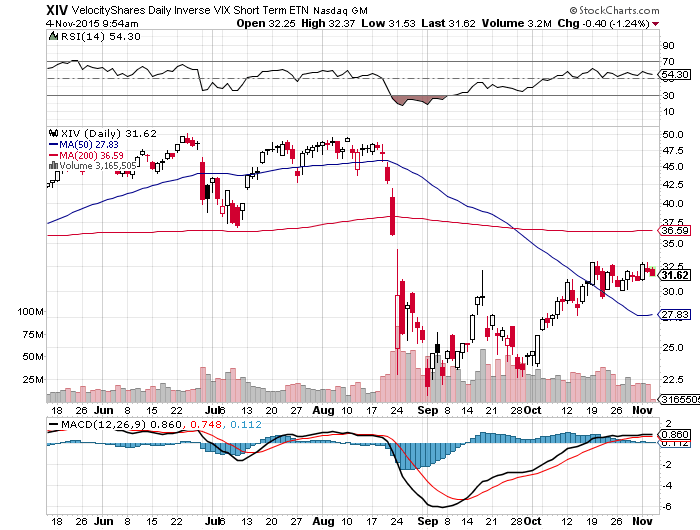 XIV VelocityShares Daily Inverse VIX Short Term ETN Nasdaq GM © StockCharts.com
4-Nov-2015 9:54am Open 32.25 High 32.37 Low 31.53 Last 31.62 Volume 3.2M Chg -0.40 (-1.24%)
RSI(14) 54.30
90
70
54.30
30
10
XIV (Daily) 31.62
MA(50) 27.83
MA(200) 36.59
Volume 3,165,505
50.0
47.5
45.0
42.5
40.0
36.59
35.0
32.5
31.62
30.0
27.83
25.0
22.5
3165505
100M
75M
50M
25M
18 26 Jun 8 15 22 Jul 6 13 20 27 Aug 10 17 24 Sep 8 14 21 28 Oct 12 19 26 Nov
MACD(12,26,9) 0.860, 0.748, 0.112
2
0.860
0.112
-2
-4
-6
18 26 Jun 8 15 22 Jul 6 13 20 27 Aug 10 17 24 Sep 8 14 21 28 Oct 12 19 26 Nov